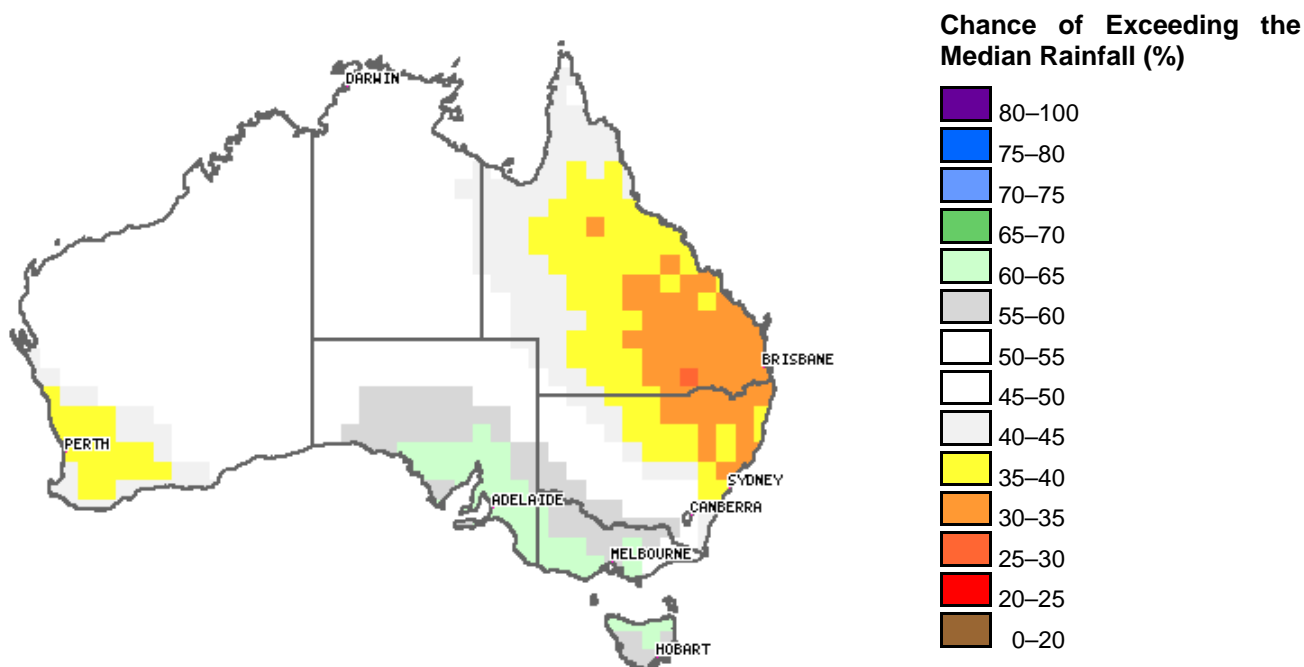 Chance of Exceeding the
Median Rainfall (%)
80–100
75–80
70–75
65–70
60–65
55–60
50–55
45–50
40–45
35–40
30–35
25–30
20–25
0–20
DARWIN
BRISBANE
PERTH
SYDNEY
ADELAIDE
CANBERRA
MELBOURNE
HOBART